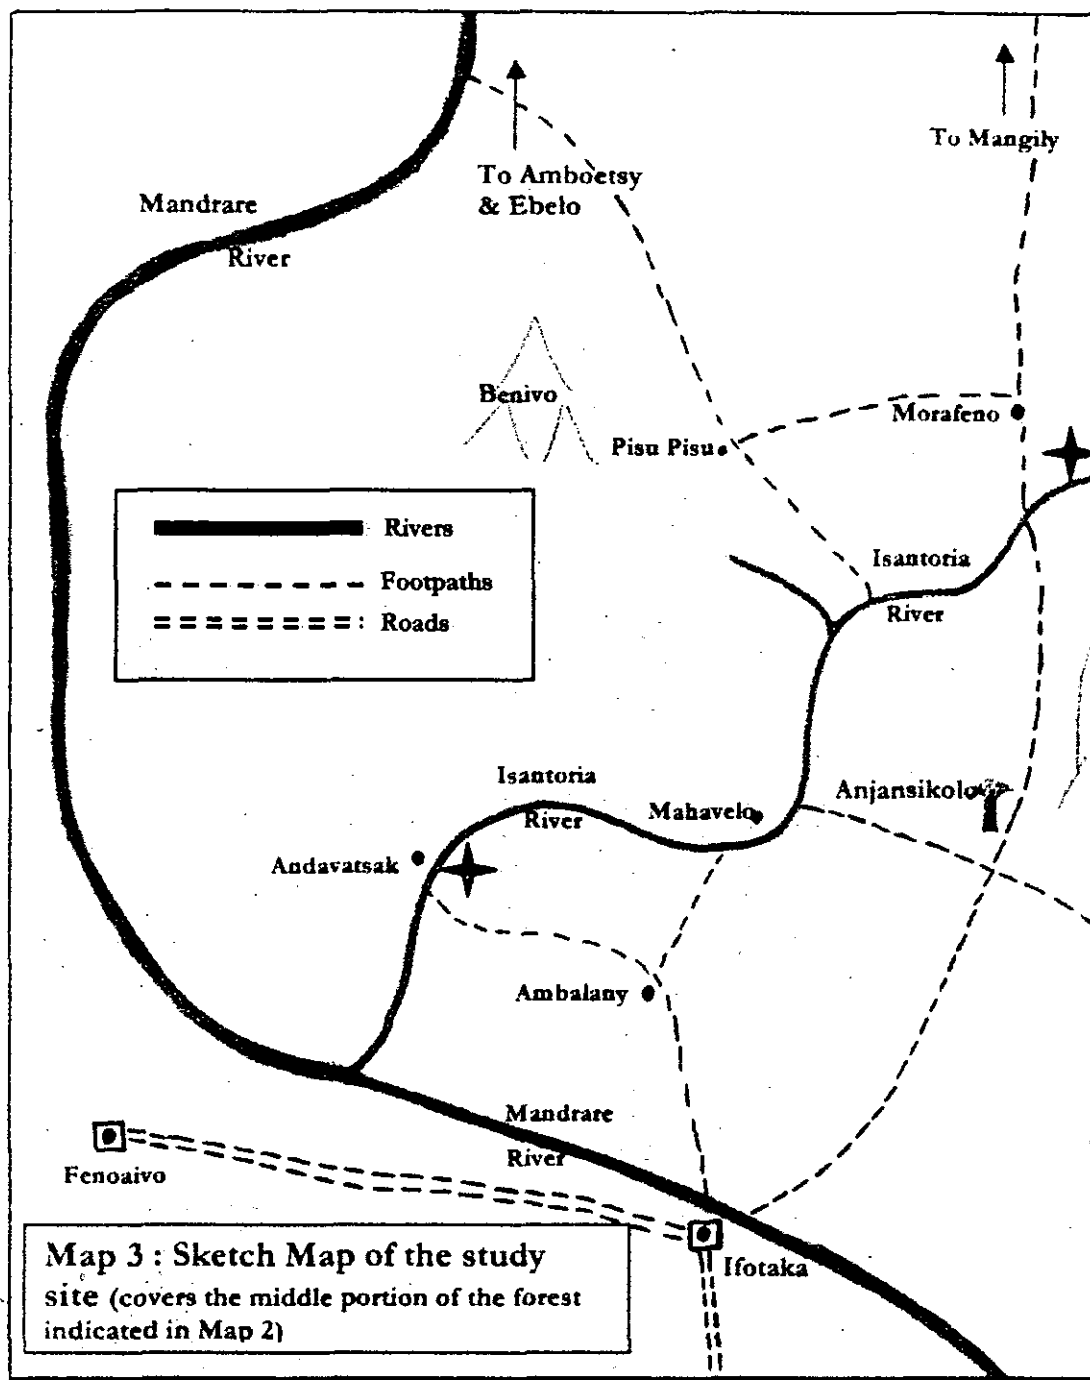 To Mangily
To Amboetsy
& Ebelo
Mandrare
River
Benivo
Morafeno
Pisu Pisu
Rivers
Footpaths
Roads
Isantoria
River
Isantoria
River
Mahavelo
Anjansikolo
Andavatsak
Ambalany
Mandrare
River
Fenoaivo
Ifotaka
Map 3 : Sketch Map of the study
site (covers the middle portion of the forest
indicated in Map 2)